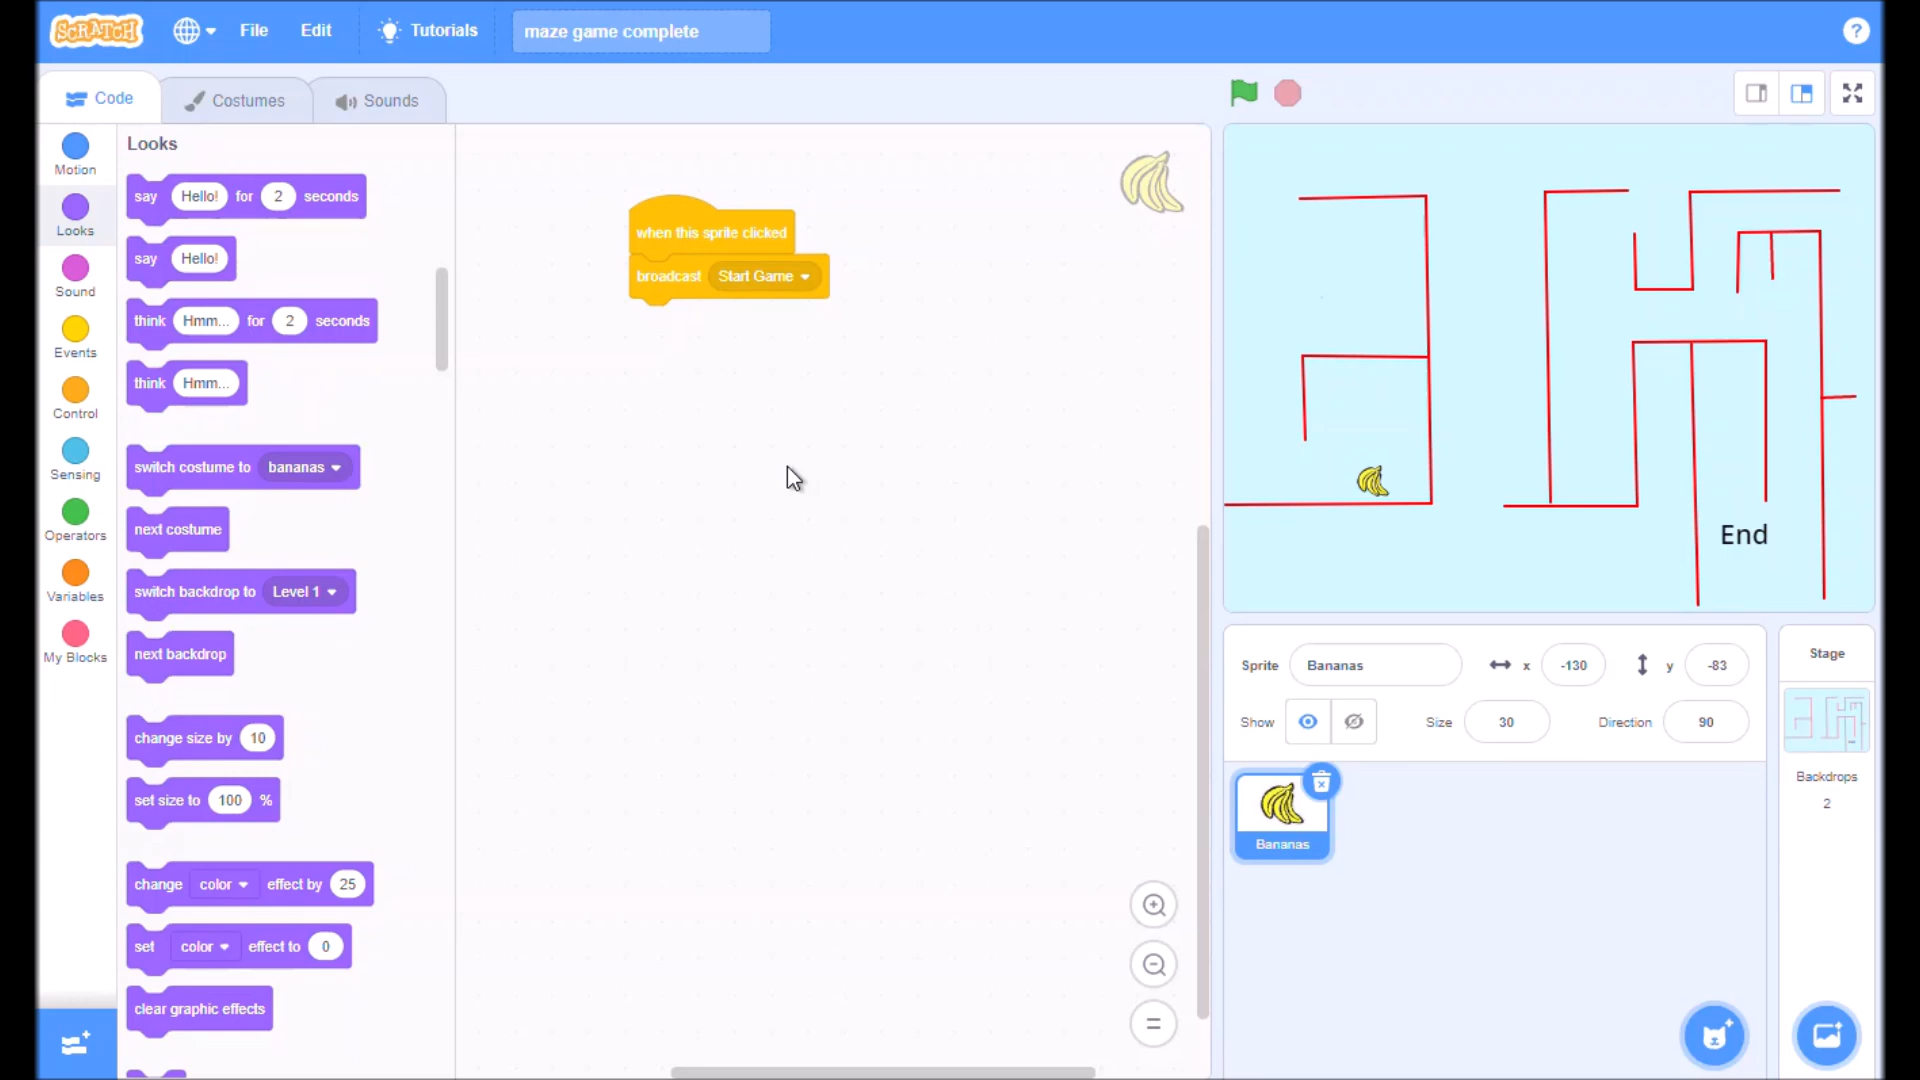 SCRATCH File Edit Tutorials maze game complete ?
Code Costumes Sounds
Motion
Looks
Sound
Events
Control
Sensing
Operators
Variables
My Blocks
Looks
say Hello! for 2 seconds
say Hello!
think Hmm... for 2 seconds
think Hmm...
switch costume to bananas
next costume
switch backdrop to Level 1
next backdrop
change size by 10
set size to 100 %
change color effect by 25
set color effect to 0
clear graphic effects
when this sprite clicked
broadcast Start Game
End
Sprite Bananas x -130 y -83
Show Size 30 Direction 90
Bananas
Stage
Backdrops
2